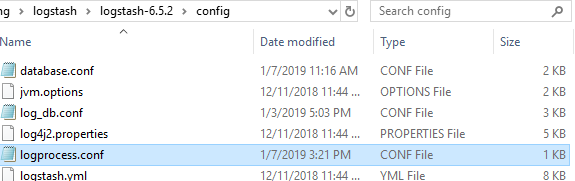 ng > logstash > logstash-6.5.2 > config Search config
Name Date modified Type Size
database.conf 1/7/2019 11:16 AM CONF File 2 KB
jvm.options 12/11/2018 11:44 ... OPTIONS File 2 KB
log_db.conf 1/3/2019 5:03 PM CONF File 3 KB
log4j2.properties 12/11/2018 11:44 ... PROPERTIES File 5 KB
logprocess.conf 1/7/2019 3:21 PM CONF File 1 KB
logstash.yml 12/11/2018 11:44 ... YML File 8 KB